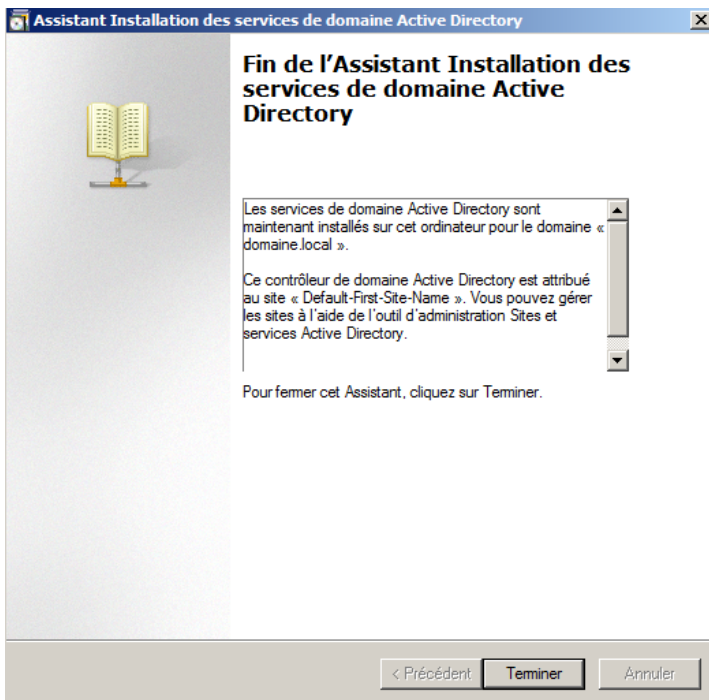 Assistant Installation des services de domaine Active Directory
Fin de l'Assistant Installation des
services de domaine Active
Directory
Les services de domaine Active Directory sont
maintenant installés sur cet ordinateur pour le domaine «
domaine.local ».
Ce contrôleur de domaine Active Directory est attribué
au site « Default-First-Site-Name ». Vous pouvez gérer
les sites à l'aide de l'outil d'administration Sites et
services Active Directory.
Pour fermer cet Assistant, cliquez sur Terminer.
< Précédent
Terminer
Annuler